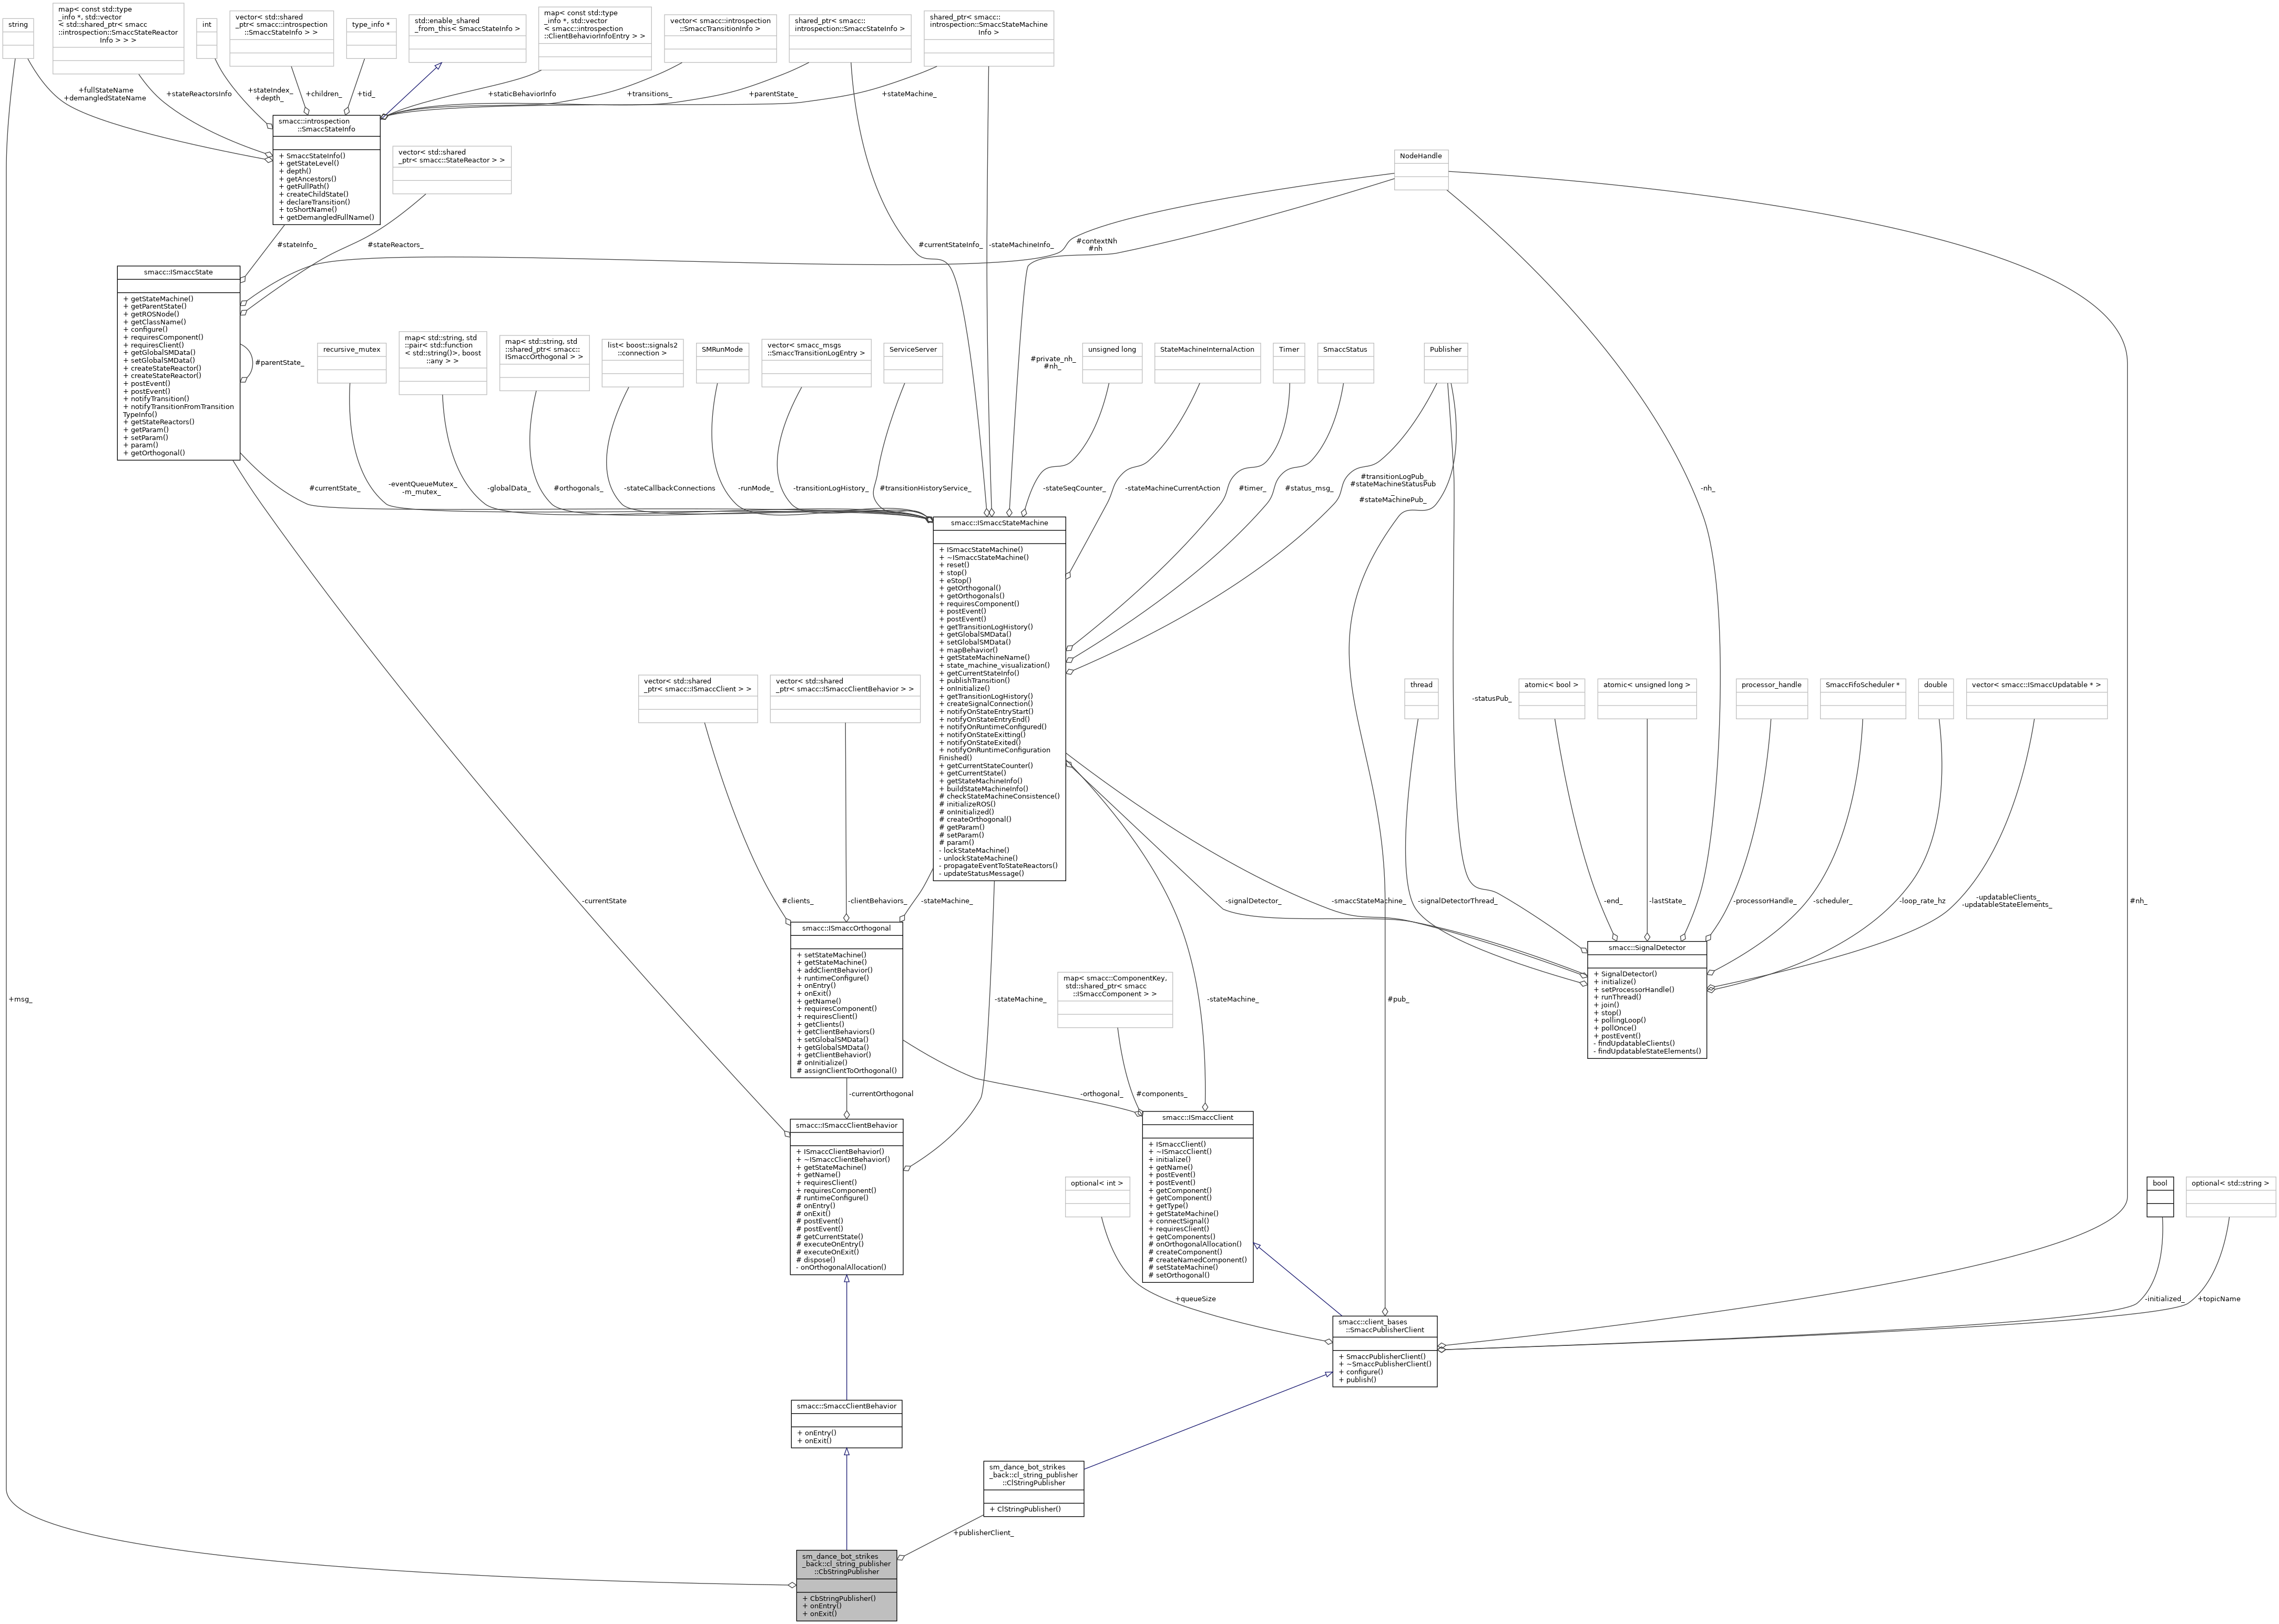 string
map< const std::type
_info *, std::vector
< std::shared_ptr< smacc
::introspection::SmaccStateReactor
Info > > >
int
vector< std::shared
_ptr< smacc::introspection
::SmaccStateInfo > >
type_info *
std::enable_shared
_from_this< SmaccStateInfo >
map< const std::type
_info *, std::vector
< smacc::introspection
::ClientBehaviorInfoEntry > >
vector< smacc::introspection
::SmaccTransitionInfo >
shared_ptr< smacc::
introspection::SmaccStateInfo >
shared_ptr< smacc::
introspection::SmaccStateMachine
Info >
+fullStateName
+demangledStateName
+stateReactorsInfo
+stateIndex_
+depth_
+children_
+tid_
+staticBehaviorInfo
+transitions_
+parentState_
+stateMachine_
smacc::introspection
::SmaccStateInfo
+ SmaccStateInfo()
+ getStateLevel()
+ depth()
+ getAncestors()
+ getFullPath()
+ createChildState()
+ declareTransition()
+ toShortName()
+ getDemangledFullName()
vector< std::shared
_ptr< smacc::StateReactor > >
NodeHandle
#stateInfo_
#stateReactors_
#currentStateInfo_
-stateMachineInfo_
#contextNh
#nh
smacc::ISmaccState
+ getStateMachine()
+ getParentState()
+ getROSNode()
+ getClassName()
+ configure()
+ requiresComponent()
+ requiresClient()
+ getGlobalSMData()
+ setGlobalSMData()
+ createStateReactor()
+ createStateReactor()
+ postEvent()
+ postEvent()
+ notifyTransition()
+ notifyTransitionFromTransition
TypeInfo()
+ getStateReactors()
+ getParam()
+ setParam()
+ param()
+ getOrthogonal()
#parentState_
recursive_mutex
map< std::string, std
::pair< std::function
< std::string()>, boost
::any > >
map< std::string, std
::shared_ptr< smacc::
ISmaccOrthogonal > >
list< boost::signals2
::connection >
SMRunMode
vector< smacc_msgs
::SmaccTransitionLogEntry >
ServiceServer
#private_nh_
#nh_
unsigned long
StateMachineInternalAction
Timer
SmaccStatus
Publisher
#currentState_
-eventQueueMutex_
-m_mutex_
-globalData_
#orthogonals_
-stateCallbackConnections
-runMode_
-transitionLogHistory_
#transitionHistoryService_
-stateSeqCounter_
-stateMachineCurrentAction
#timer_
#status_msg_
#transitionLogPub_
#stateMachineStatusPub
_
#stateMachinePub_
-nh_
smacc::ISmaccStateMachine
+ ISmaccStateMachine()
+ ~ISmaccStateMachine()
+ reset()
+ stop()
+ eStop()
+ getOrthogonal()
+ getOrthogonals()
+ requiresComponent()
+ postEvent()
+ postEvent()
+ getTransitionLogHistory()
+ getGlobalSMData()
+ setGlobalSMData()
+ mapBehavior()
+ getStateMachineName()
+ state_machine_visualization()
+ getCurrentStateInfo()
+ publishTransition()
+ onInitialize()
+ getTransitionLogHistory()
+ createSignalConnection()
+ notifyOnStateEntryStart()
+ notifyOnStateEntryEnd()
+ notifyOnRuntimeConfigured()
+ notifyOnStateExitting()
+ notifyOnStateExited()
+ notifyOnRuntimeConfiguration
Finished()
+ getCurrentStateCounter()
+ getCurrentState()
+ getStateMachineInfo()
+ buildStateMachineInfo()
# checkStateMachineConsistence()
# initializeROS()
# onInitialized()
# createOrthogonal()
# getParam()
# setParam()
# param()
- lockStateMachine()
- unlockStateMachine()
- propagateEventToStateReactors()
- updateStatusMessage()
vector< std::shared
_ptr< smacc::ISmaccClient > >
vector< std::shared
_ptr< smacc::ISmaccClientBehavior > >
thread
-statusPub_
atomic< bool >
atomic< unsigned long >
processor_handle
SmaccFifoScheduler *
double
vector< smacc::ISmaccUpdatable * >
-currentState
#clients_
-clientBehaviors_
-stateMachine_
-signalDetector_
-smaccStateMachine_
-signalDetectorThread_
-end_
-lastState_
-processorHandle_
-scheduler_
-loop_rate_hz
-updatableClients_
-updatableStateElements_
#nh_
smacc::ISmaccOrthogonal
+ setStateMachine()
+ getStateMachine()
+ addClientBehavior()
+ runtimeConfigure()
+ onEntry()
+ onExit()
+ getName()
+ requiresComponent()
+ requiresClient()
+ getClients()
+ getClientBehaviors()
+ setGlobalSMData()
+ getGlobalSMData()
+ getClientBehavior()
# onInitialize()
# assignClientToOrthogonal()
smacc::SignalDetector
+ SignalDetector()
+ initialize()
+ setProcessorHandle()
+ runThread()
+ join()
+ stop()
+ pollingLoop()
+ pollOnce()
+ postEvent()
- findUpdatableClients()
- findUpdatableStateElements()
+msg_
-stateMachine_
map< smacc::ComponentKey,
std::shared_ptr< smacc
::ISmaccComponent > >
-stateMachine_
#pub_
-currentOrthogonal
-orthogonal_
#components_
smacc::ISmaccClientBehavior
+ ISmaccClientBehavior()
+ ~ISmaccClientBehavior()
+ getStateMachine()
+ getName()
+ requiresClient()
+ requiresComponent()
# runtimeConfigure()
# onEntry()
# onExit()
# postEvent()
# postEvent()
# getCurrentState()
# executeOnEntry()
# executeOnExit()
# dispose()
- onOrthogonalAllocation()
smacc::ISmaccClient
+ ISmaccClient()
+ ~ISmaccClient()
+ initialize()
+ getName()
+ postEvent()
+ postEvent()
+ getComponent()
+ getComponent()
+ getType()
+ getStateMachine()
+ connectSignal()
+ requiresClient()
+ getComponents()
# onOrthogonalAllocation()
# createComponent()
# createNamedComponent()
# setStateMachine()
# setOrthogonal()
optional< int >
bool
optional< std::string >
+queueSize
-initialized_
+topicName
smacc::client_bases
::SmaccPublisherClient
+ SmaccPublisherClient()
+ ~SmaccPublisherClient()
+ configure()
+ publish()
smacc::SmaccClientBehavior
+ onEntry()
+ onExit()
sm_dance_bot_strikes
_back::cl_string_publisher
::ClStringPublisher
+ ClStringPublisher()
+publisherClient_
sm_dance_bot_strikes
_back::cl_string_publisher
::CbStringPublisher
+ CbStringPublisher()
+ onEntry()
+ onExit()